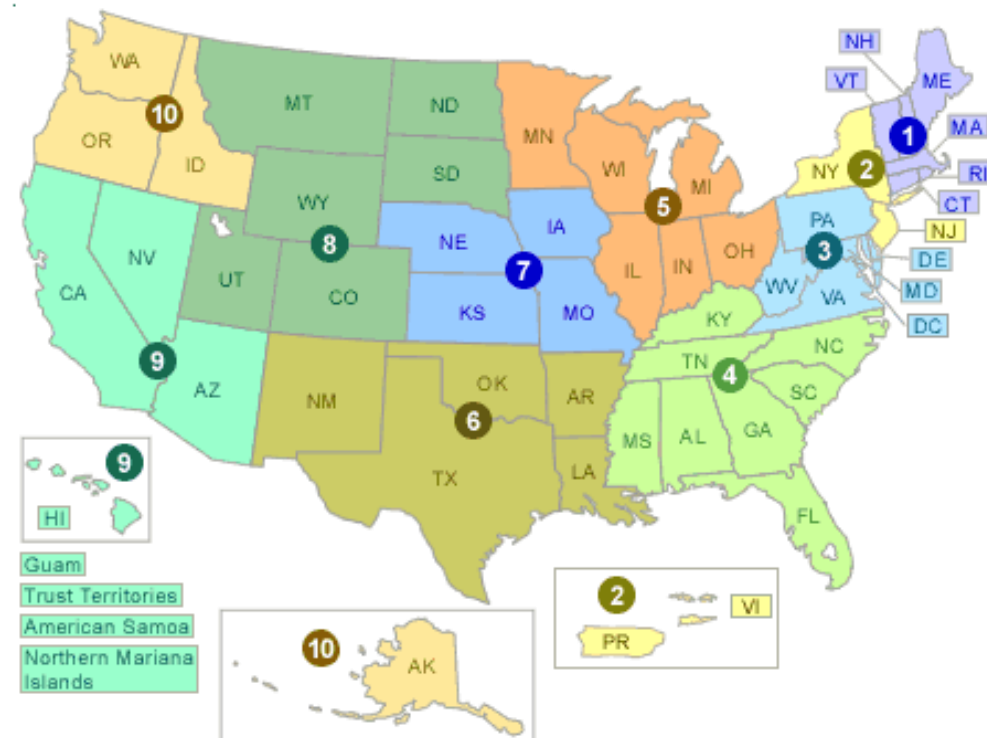 NH
WA
VT
ME
MT
ND
10
MN
1
MA
OR
ID
WI
NY
2
RI
SD
MI
WY
5
CT
PA
NJ
IA
NE
8
3
OH
DE
NV
7
IL
IN
UT
WV
CA
CO
VA
MD
KS
MO
KY
DC
NC
9
TN
4
OK
AZ
SC
NM
AR
6
GA
MS
AL
9
TX
LA
HI
FL
Guam
Trust Territories
2
VI
American Samoa
PR
10
Northern Mariana
Islands
AK